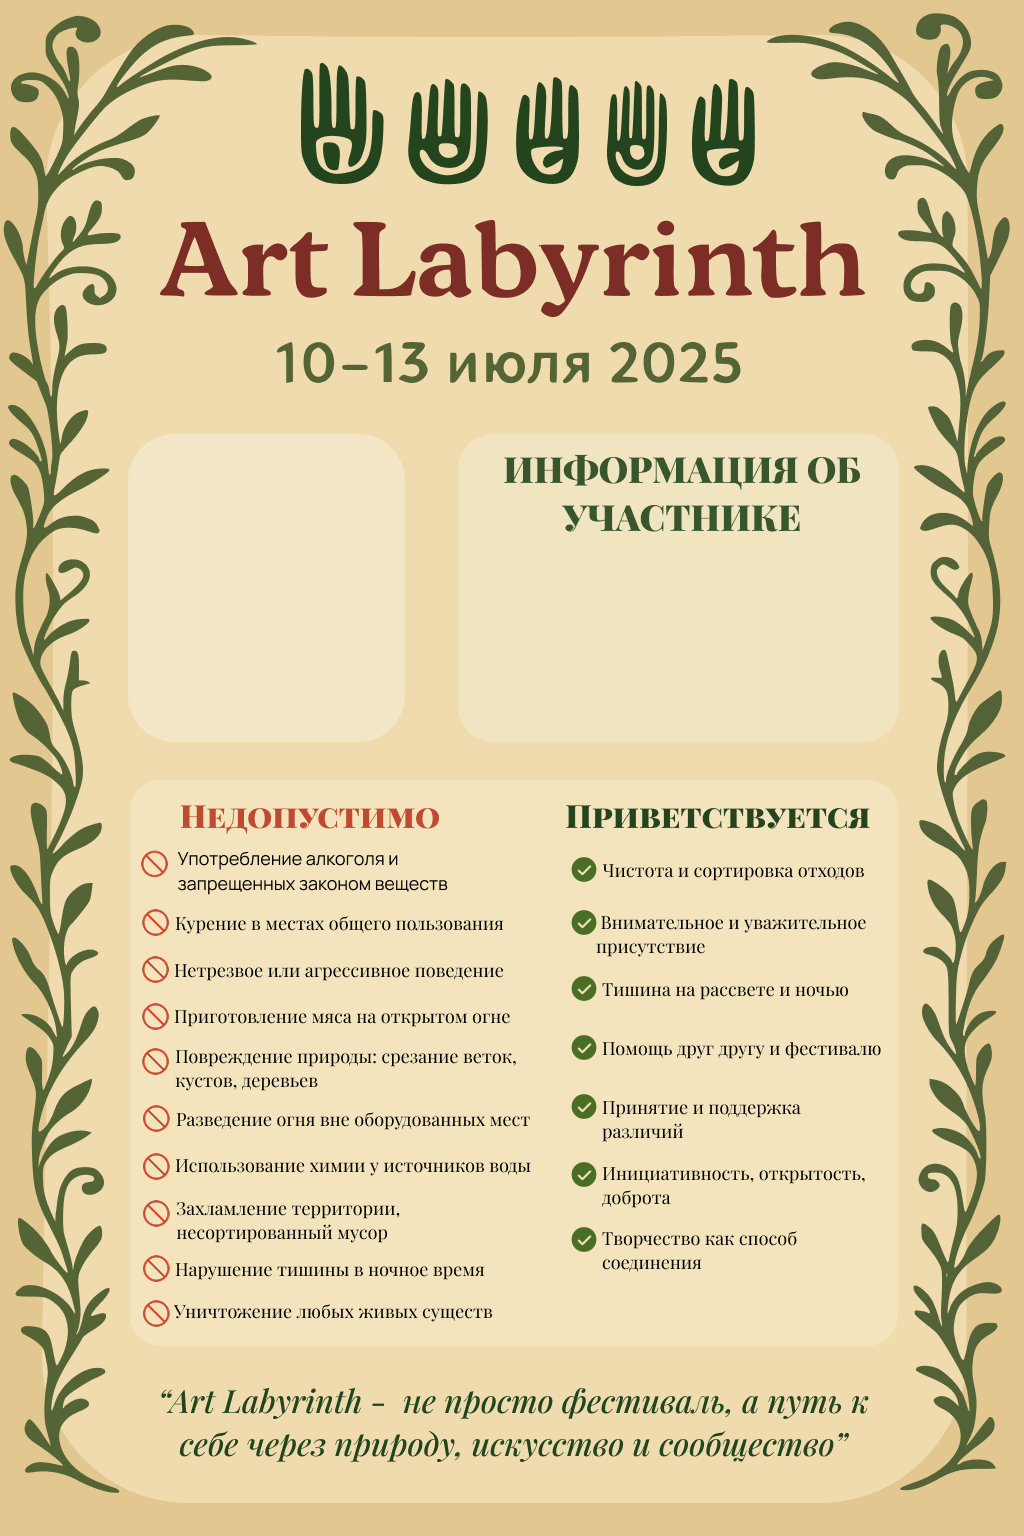 Art Labyrinth
10–13 июля 2025
ИНФОРМАЦИЯ ОБ
УЧАСТНИКЕ
Недопустимо
Употребление алкоголя и
запрещенных законом веществ
Курение в местах общего пользования
Нетрезвое или агрессивное поведение
Приготовление мяса на открытом огне
Повреждение природы: срезание веток,
кустов, деревьев
Разведение огня вне оборудованных мест
Использование химии у источников воды
Захламление территории,
несортированный мусор
Нарушение тишины в ночное время
Уничтожение любых живых существ
Приветствуется
Чистота и сортировка отходов
Внимательное и уважительное
присутствие
Тишина на рассвете и ночью
Помощь друг другу и фестивалю
Принятие и поддержка
различий
Инициативность, открытость,
доброта
Творчество как способ
соединения
“Art Labyrinth - не просто фестиваль, а путь к
себе через природу, искусство и сообщество”